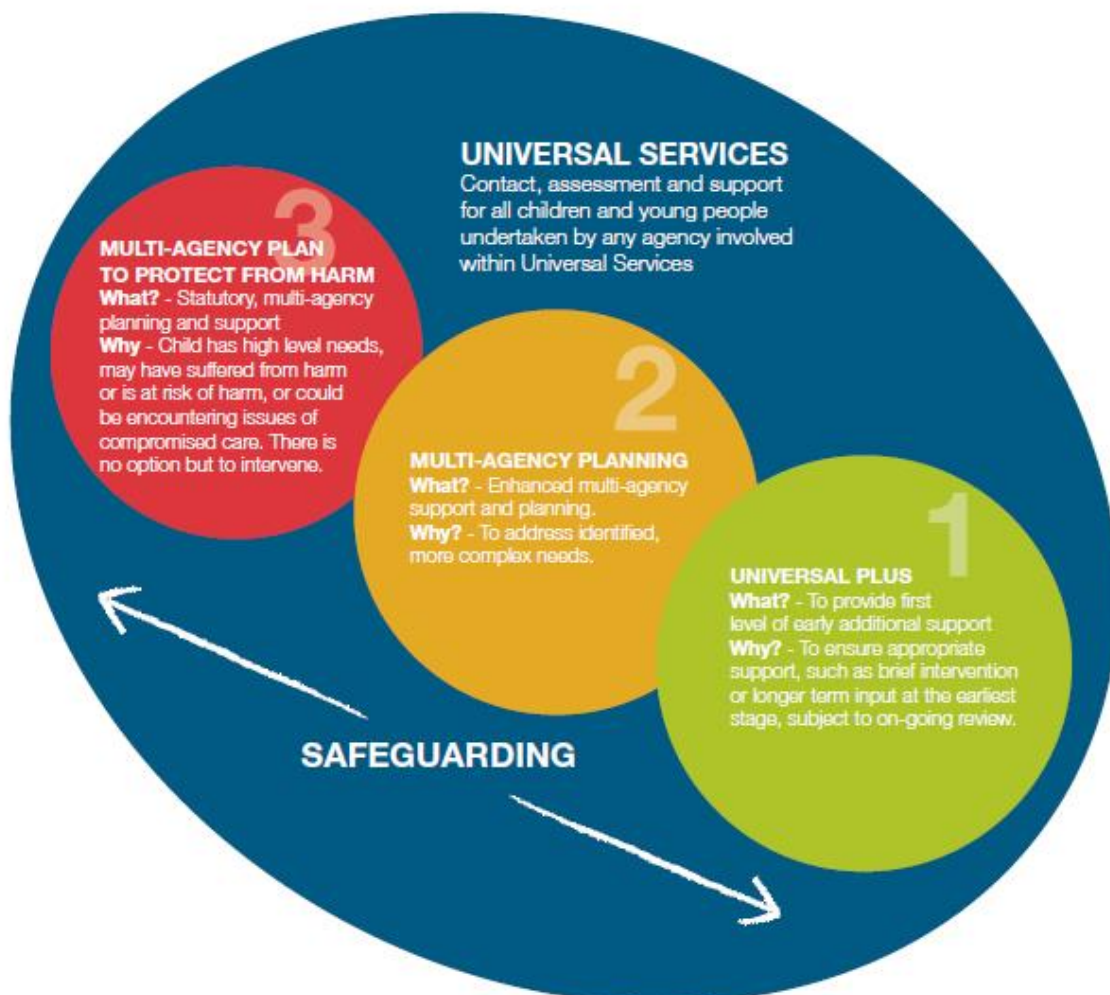 UNIVERSAL SERVICES
Contact, assessment and support
for all children and young people
undertaken by any agency involved
within Universal Services
3
MULTI-AGENCY PLAN
TO PROTECT FROM HARM
What? - Statutory, multi-agency
planning and support
Why - Child has high level needs,
may have suffered from harm
or is at risk of harm, or could
be encountering issues of
compromised care. There is
no option but to intervene.
2
MULTI-AGENCY PLANNING
What? - Enhanced multi-agency
support and planning.
Why? - To address identified,
more complex needs.
1
UNIVERSAL PLUS
What? - To provide first
level of early additional support
Why? - To ensure appropriate
support, such as brief intervention
or longer term input at the earliest
stage, subject to on-going review.
SAFEGUARDING